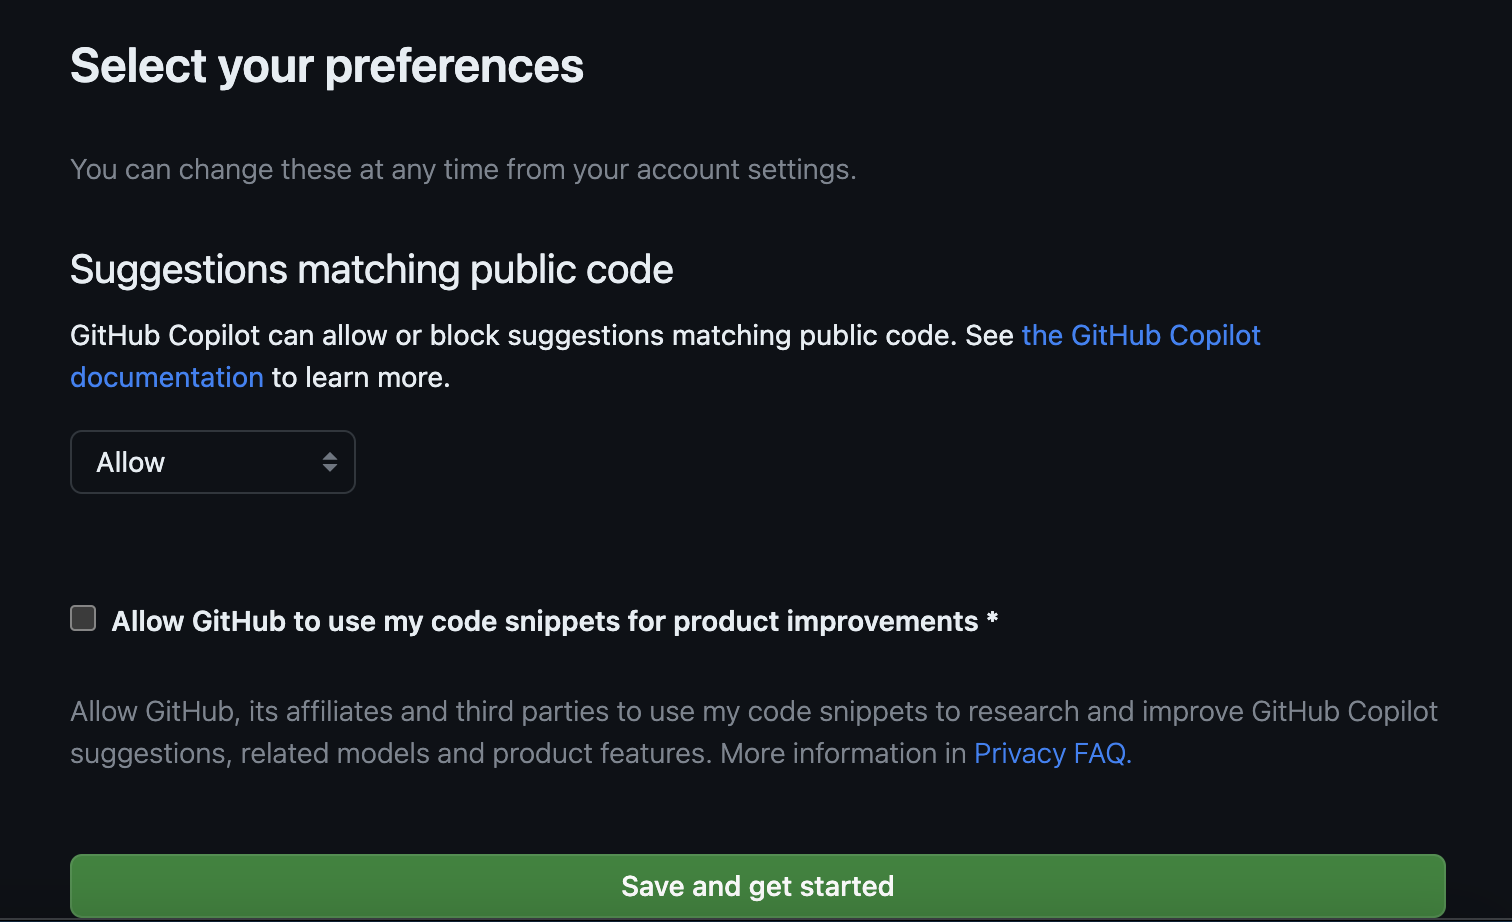 Select your preferences
You can change these at any time from your account settings.
Suggestions matching public code
GitHub Copilot can allow or block suggestions matching public code. See the GitHub Copilot
documentation to learn more.
Allow
Allow GitHub to use my code snippets for product improvements *
Allow GitHub, its affiliates and third parties to use my code snippets to research and improve GitHub Copilot
suggestions, related models and product features. More information in Privacy FAQ.
Save and get started